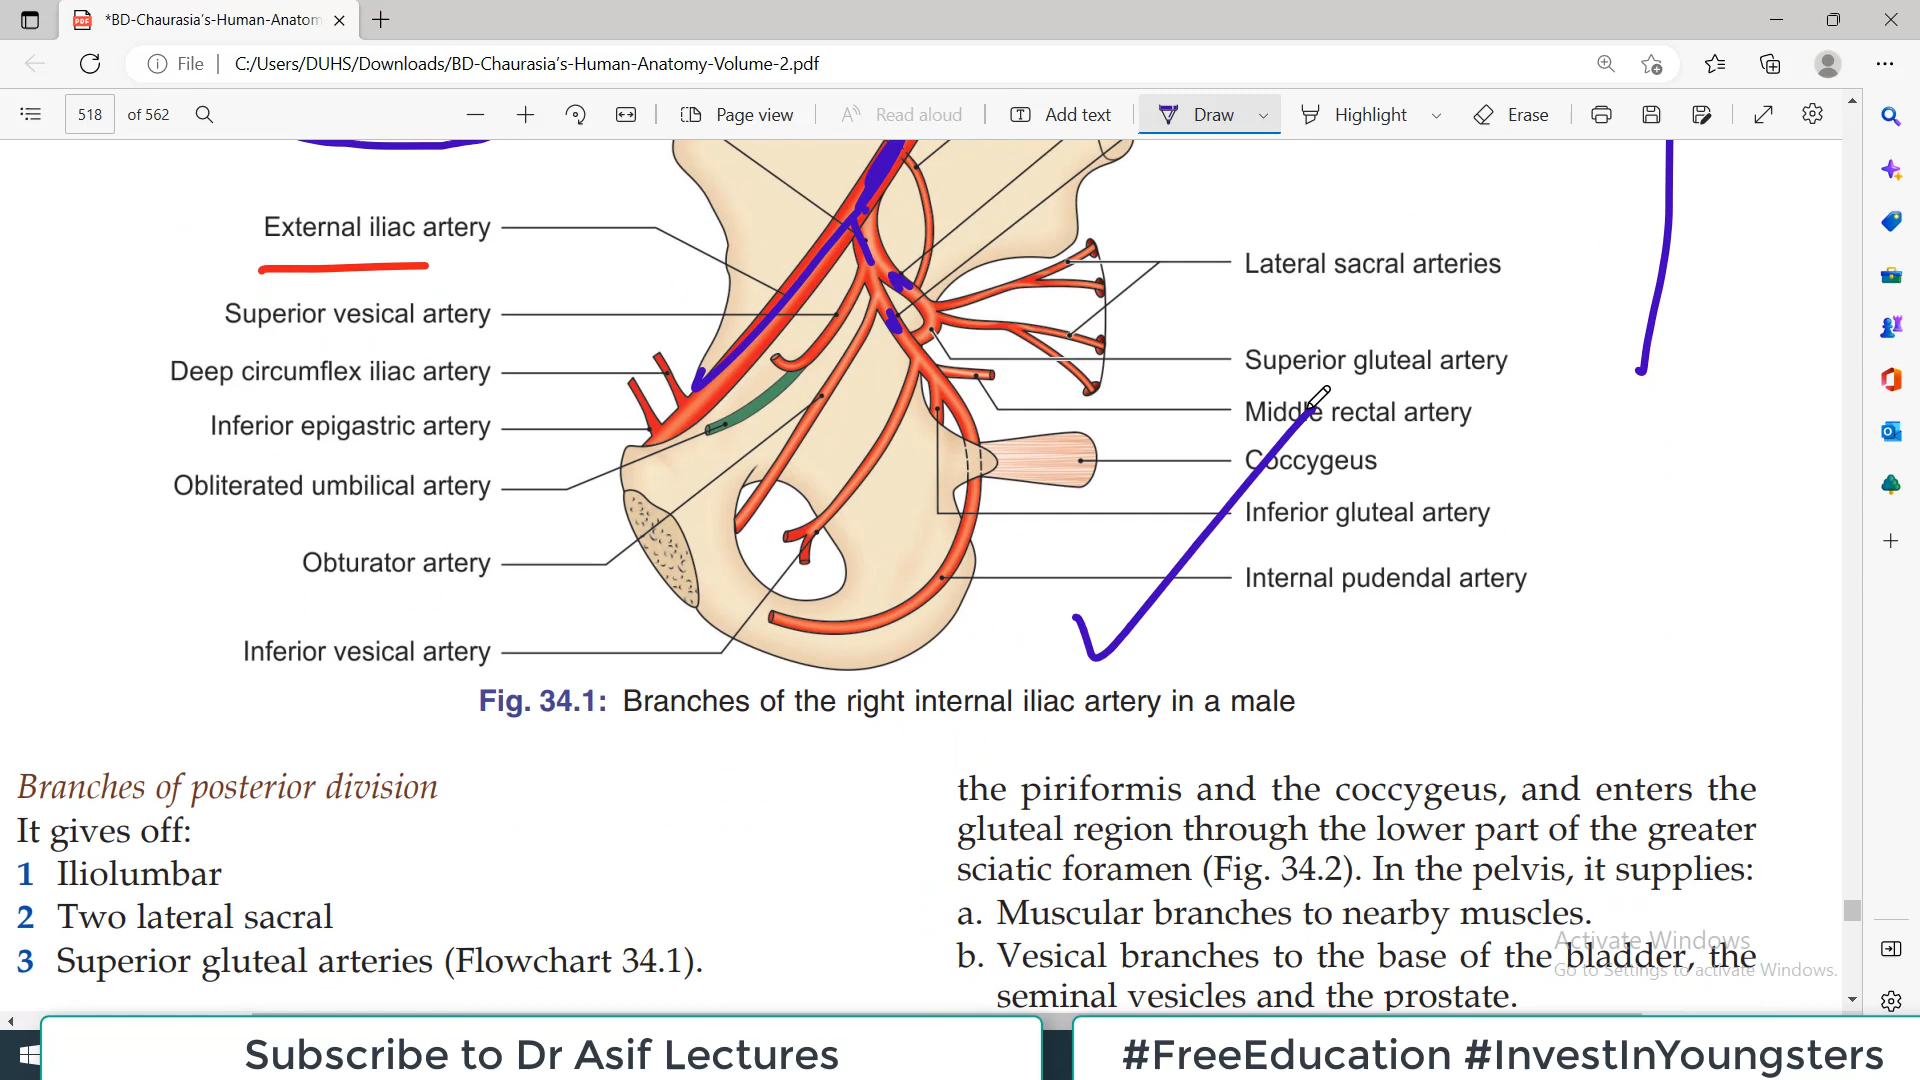 *BD-Chaurasia's-Human-Anatom
File
C:/Users/DUHS/Downloads/BD-Chaurasia's-Human-Anatomy-Volume-2.pdf
518 of 562
Page view
Read aloud
Add text
Draw
Highlight
Erase
External iliac artery
Superior vesical artery
Deep circumflex iliac artery
Inferior epigastric artery
Obliterated umbilical artery
Obturator artery
Inferior vesical artery
Lateral sacral arteries
Superior gluteal artery
Middle rectal artery
Coccygeus
Inferior gluteal artery
Internal pudendal artery
Fig. 34.1: Branches of the right internal iliac artery in a male
Branches of posterior division
It gives off:
1 Iliolumbar
2 Two lateral sacral
3 Superior gluteal arteries (Flowchart 34.1).
the piriformis and the coccygeus, and enters the
gluteal region through the lower part of the greater
sciatic foramen (Fig. 34.2). In the pelvis, it supplies:
a. Muscular branches to nearby muscles.
b. Vesical branches to the base of the bladder, the
seminal vesicles and the prostate.
Activate Windows
Go to Settings to activate Windows.
Subscribe to Dr Asif Lectures
#FreeEducation #InvestInYoungsters